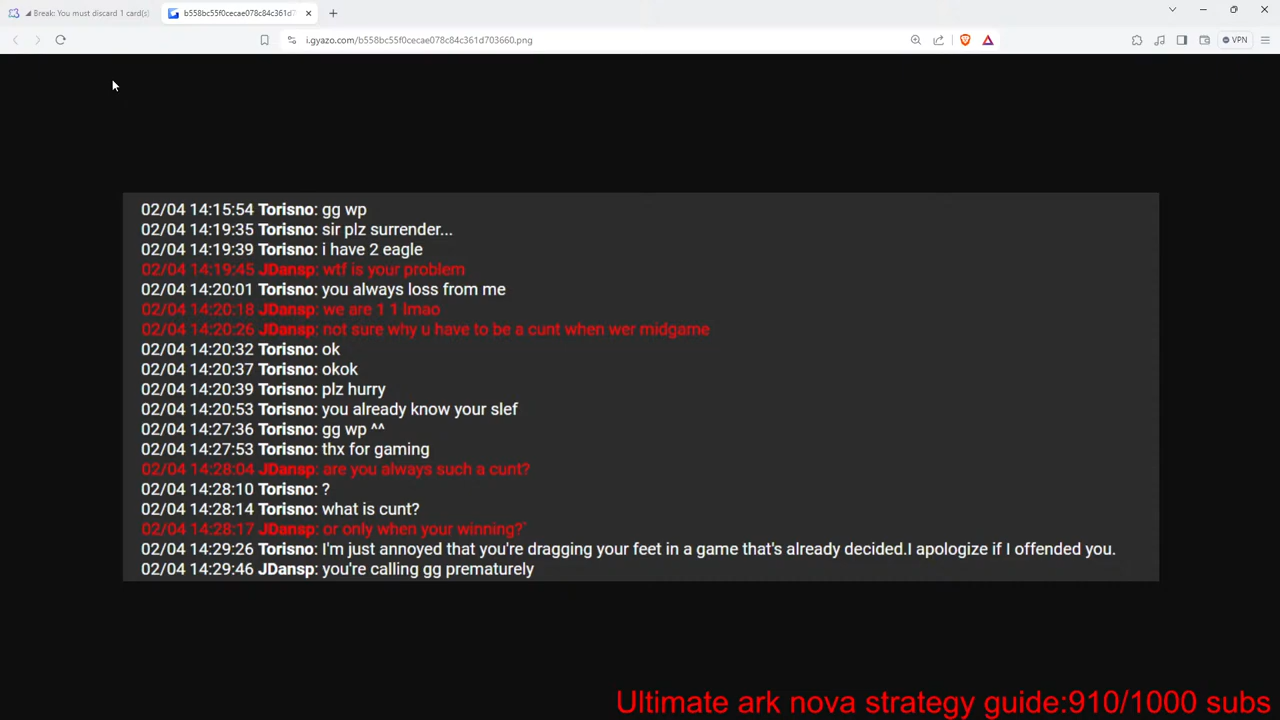 Break: You must discard 1 card(s)
b558bc55f0cecae078c84c361d7
i.gyazo.com/b558bc55f0cecae078c84c361d703660.png
VPN
02/04 14:15:54 Torisno: gg wp
02/04 14:19:35 Torisno: sir plz surrender...
02/04 14:19:39 Torisno: i have 2 eagle
02/04 14:19:45 JDansp: wtf is your problem
02/04 14:20:01 Torisno: you always loss from me
02/04 14:20:18 JDansp: we are 1 1 lmao
02/04 14:20:26 JDansp: not sure why u have to be a cunt when wer midgame
02/04 14:20:32 Torisno: ok
02/04 14:20:37 Torisno: okok
02/04 14:20:39 Torisno: plz hurry
02/04 14:20:53 Torisno: you already know your slef
02/04 14:27:36 Torisno: gg wp ^^
02/04 14:27:53 Torisno: thx for gaming
02/04 14:28:04 JDansp: are you always such a cunt?
02/04 14:28:10 Torisno: ?
02/04 14:28:14 Torisno: what is cunt?
02/04 14:28:17 JDansp: or only when your winning?`
02/04 14:29:26 Torisno: I'm just annoyed that you're dragging your feet in a game that's already decided.I apologize if I offended you.
02/04 14:29:46 JDansp: you're calling gg prematurely
Ultimate ark nova strategy guide:910/1000 subs